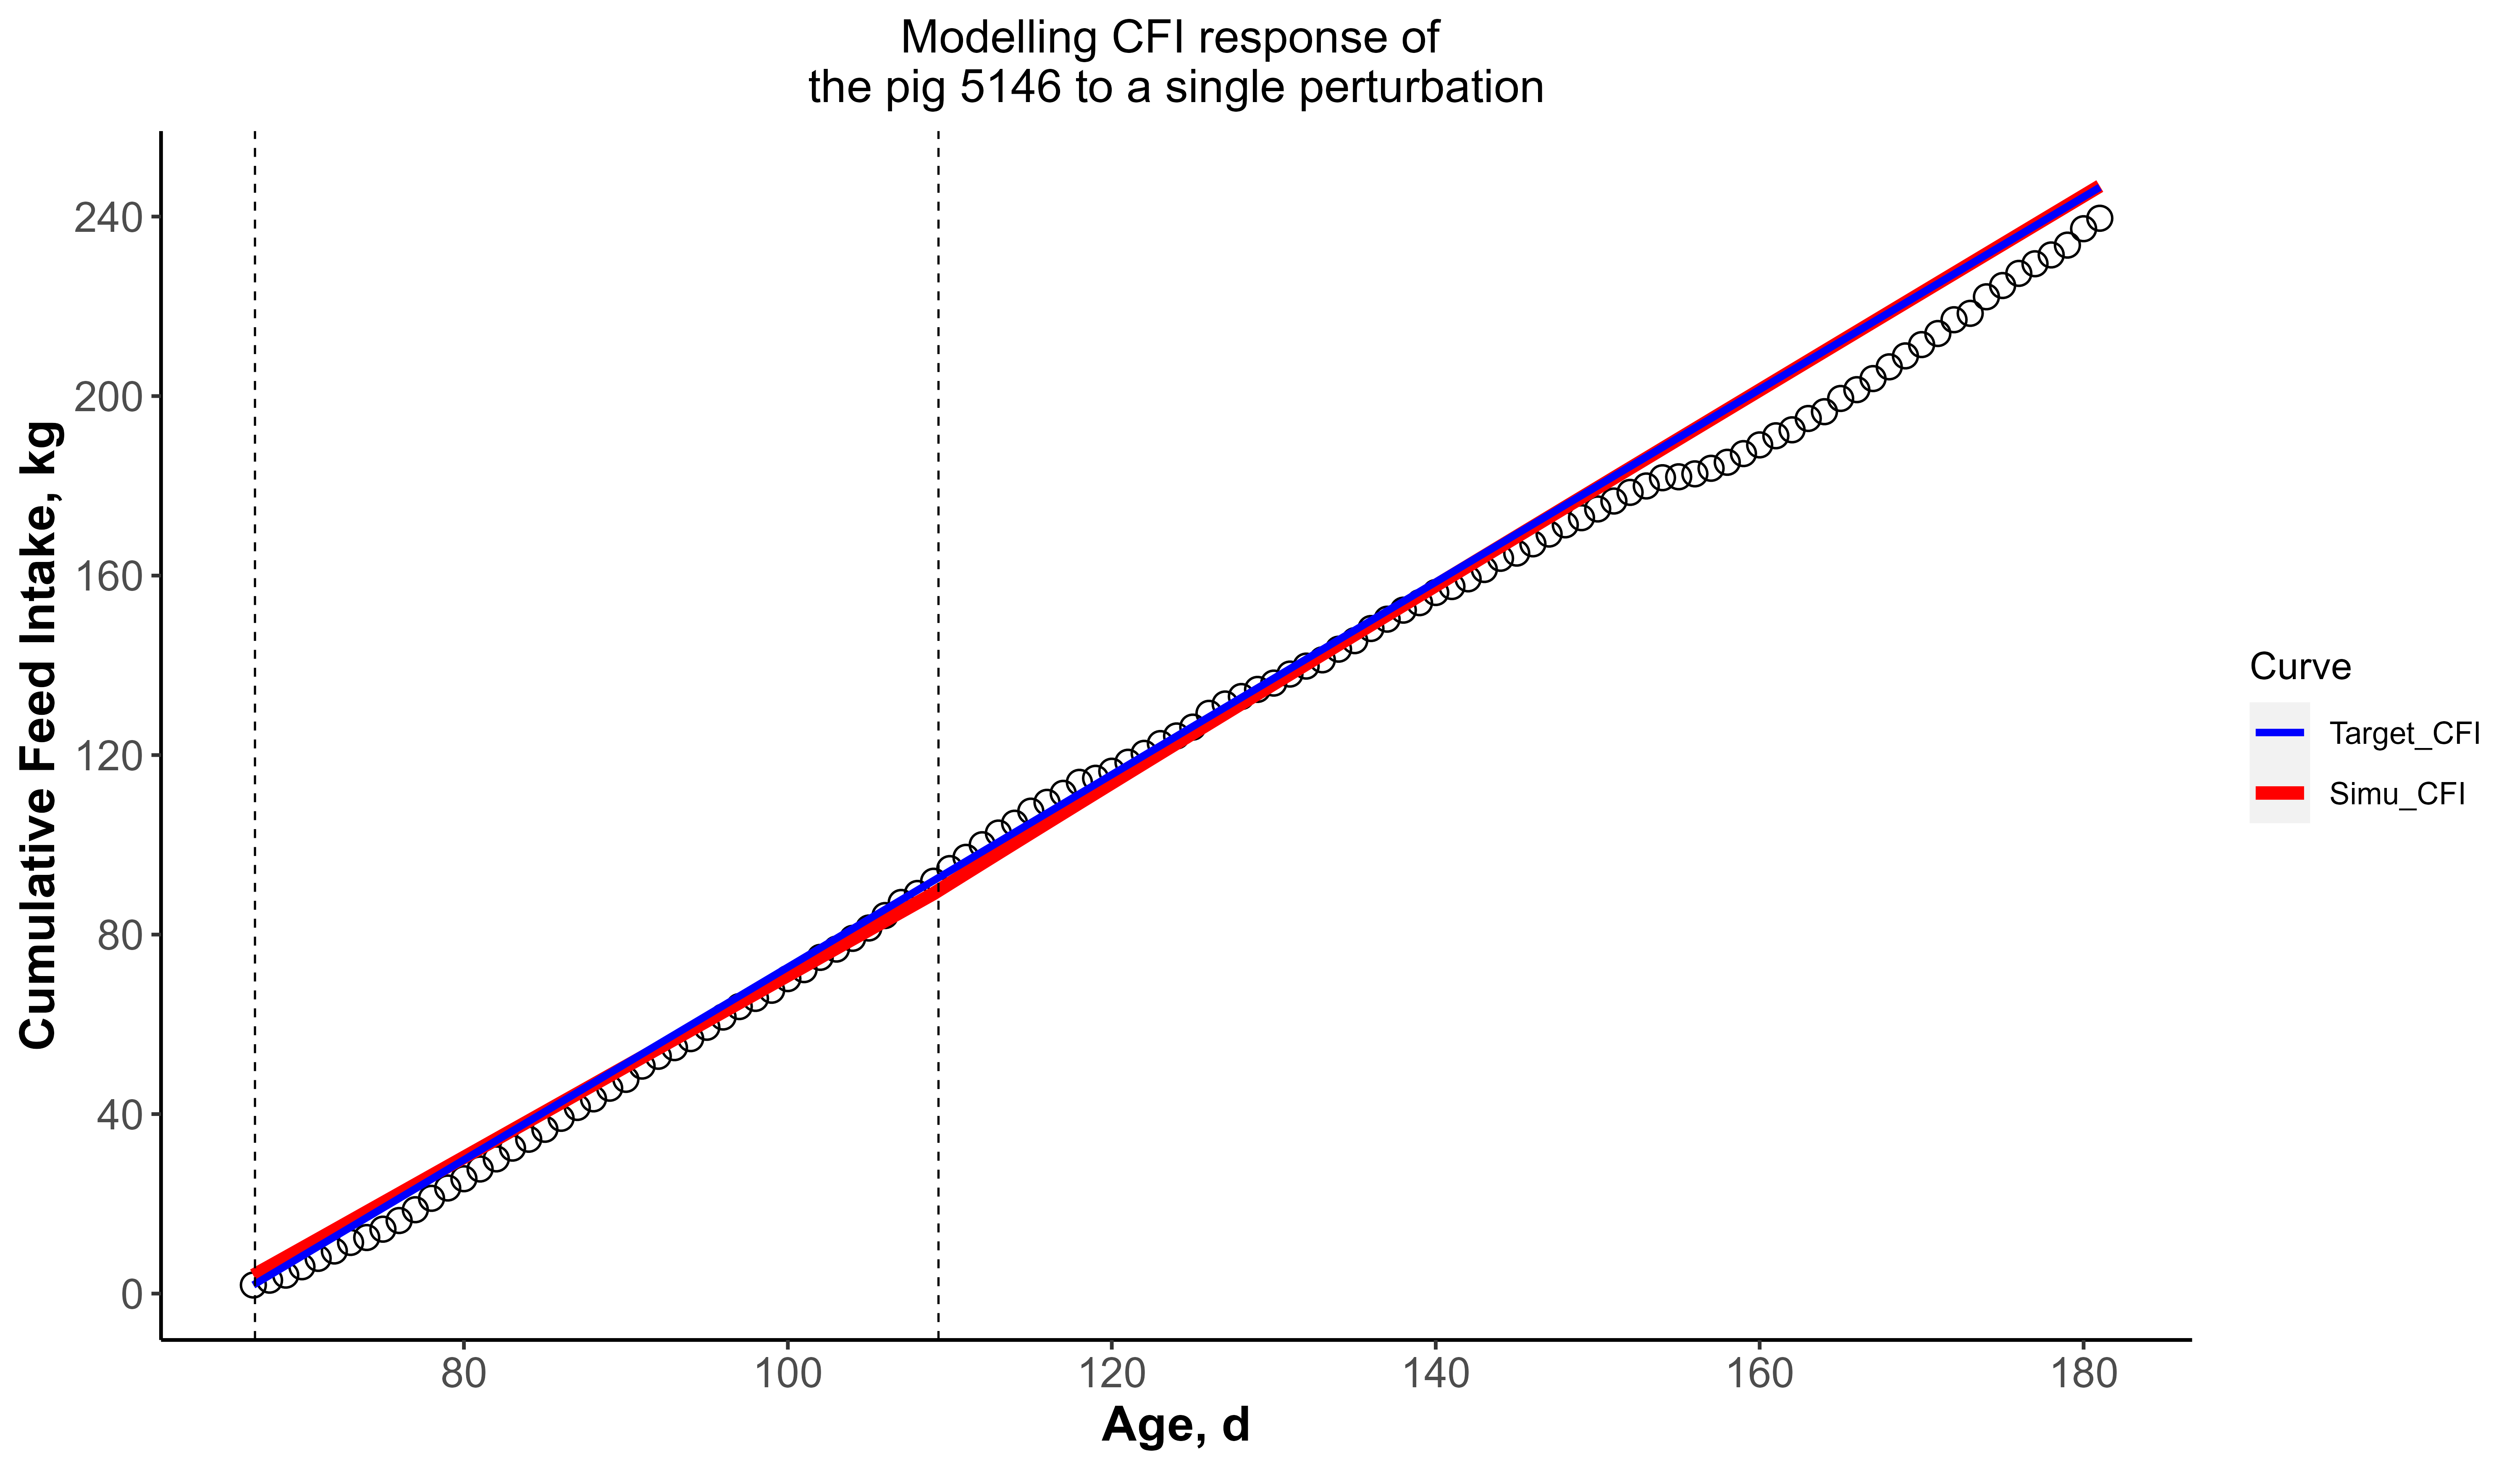 Modelling CFI response of
the pig 5146 to a single perturbation
Cumulative Feed Intake, kg
240
200
160
120
80
40
0
80 100 120 140 160 180
Age, d
Curve
Target_CFI
Simu_CFI